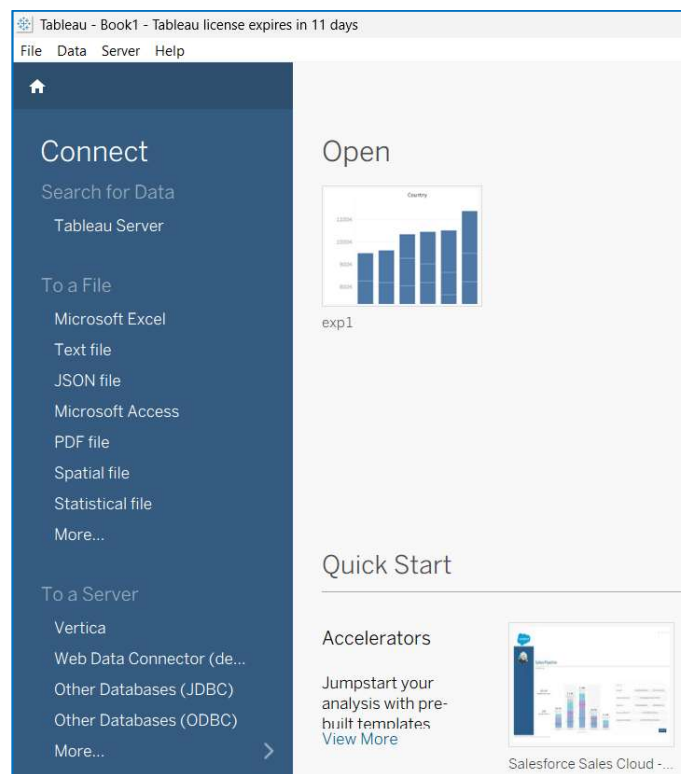 Tableau - Book1 - Tableau license expires in 11 days
File Data Server Help
Connect
Search for Data
Tableau Server
To a File
Microsoft Excel
Text file
JSON file
Microsoft Access
PDF file
Spatial file
Statistical file
More...
To a Server
Vertica
Web Data Connector (de...
Other Databases (JDBC)
Other Databases (ODBC)
More...
Open
Country
exp1
Quick Start
Accelerators
Jumpstart your
analysis with pre-
built templates
View More
Salesforce Sales Cloud -...